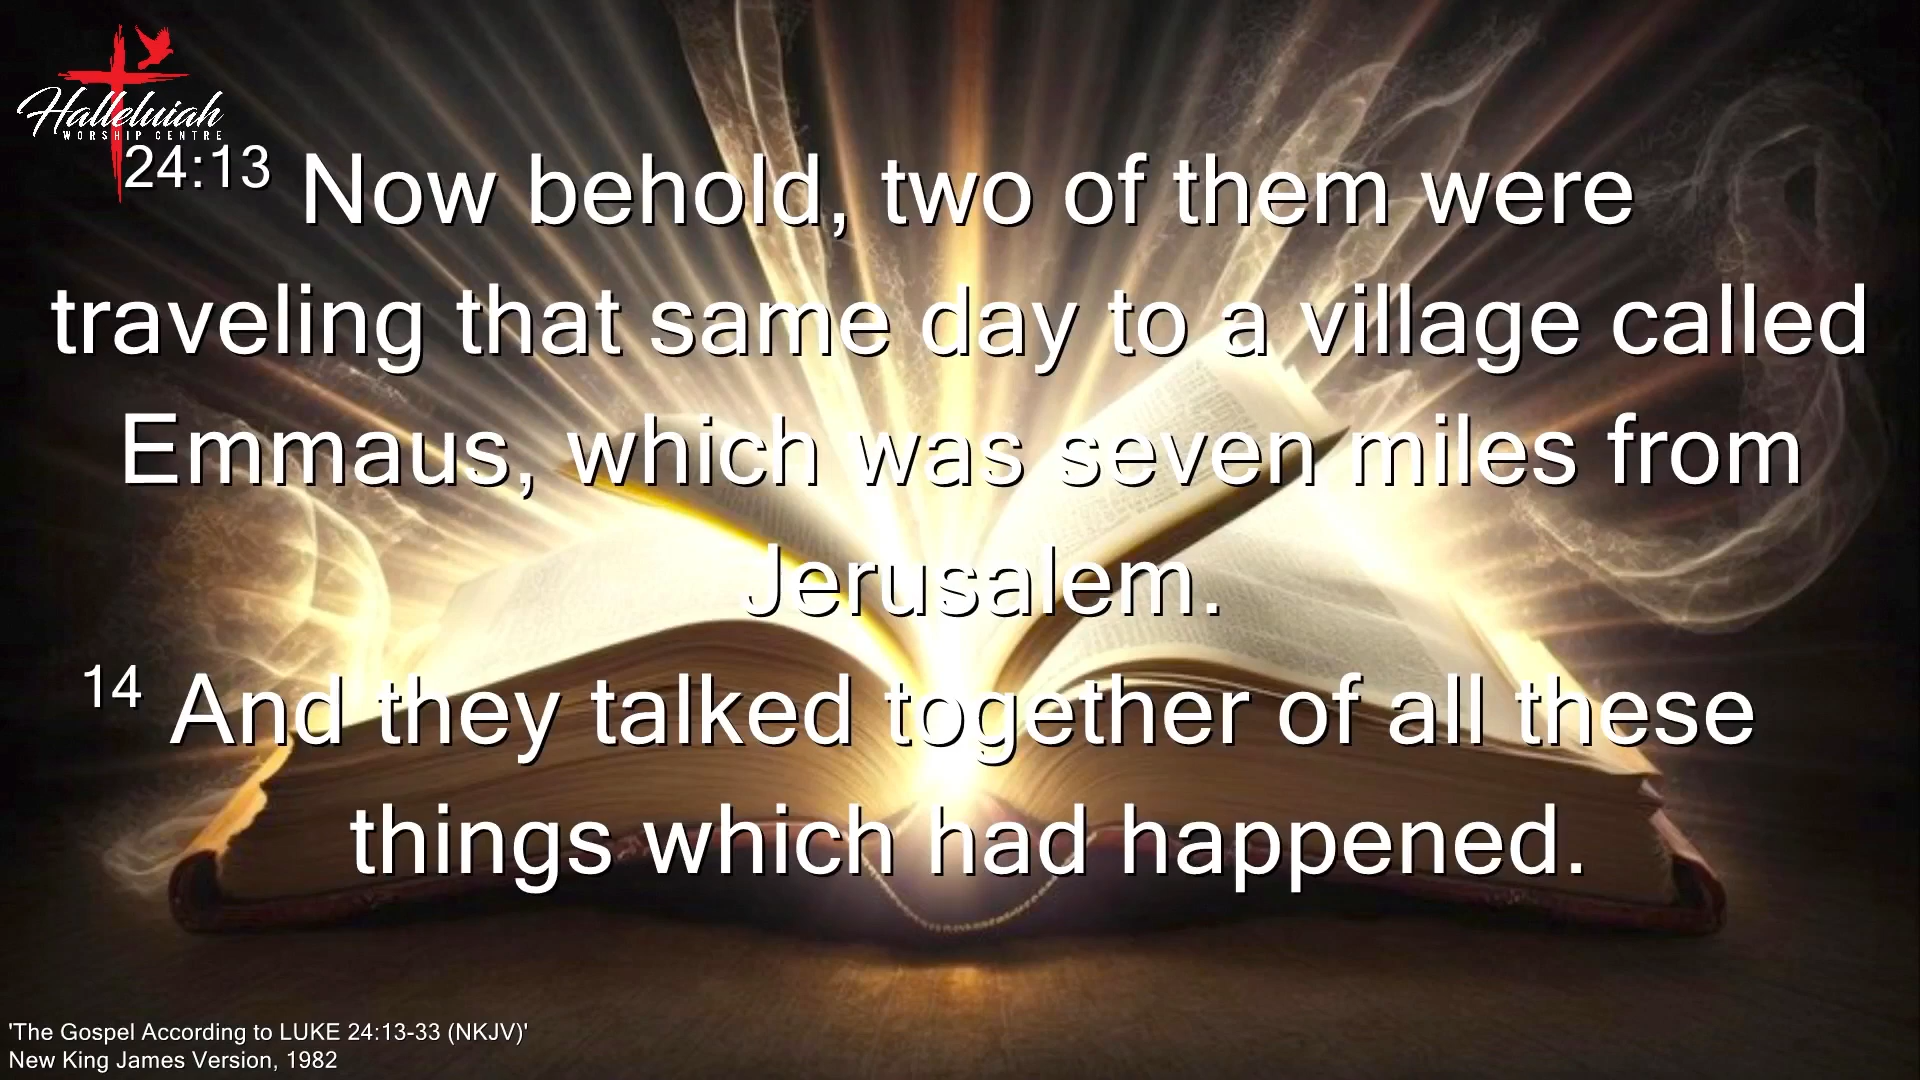 Halleluiah
WORSHIP CENTRE
24:13 Now behold, two of them were
traveling that same day to a village called
Emmaus, which was seven miles from
Jerusalem.
14 And they talked together of all these
things which had happened.
'The Gospel According to LUKE 24:13-33 (NKJV)'
New King James Version, 1982